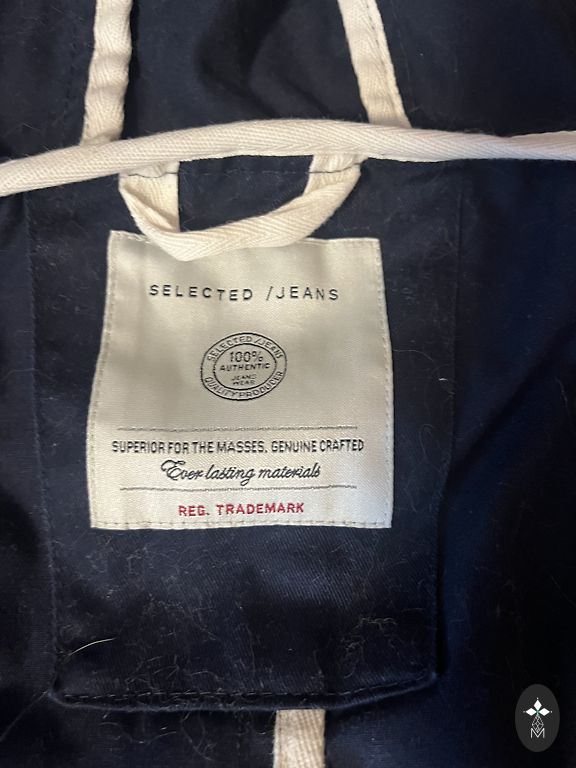 SELECTED /JEANS
SELECTED /JEANS
100%
AUTHENTIC
JEANS
WEAR
QUALITY PRODUCER
SUPERIOR FOR THE MASSES. GENUINE CRAFTED
Ever lasting materials
REG. TRADEMARK
M